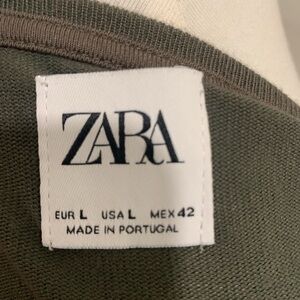 ZARA
EUR L USA L MEX 42
MADE IN PORTUGAL